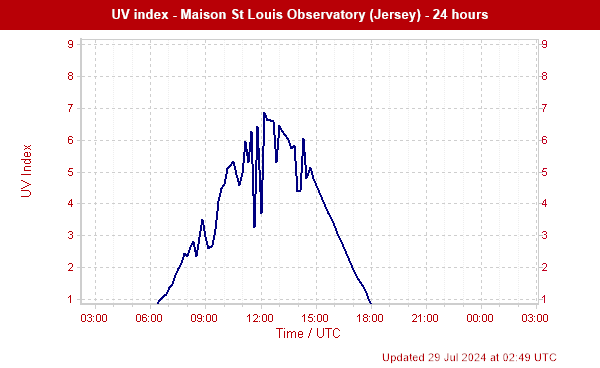 UV index - Maison St Louis Observatory (Jersey) - 24 hours
9 9
8 8
7 7
6 6
5 5
4 4
3 3
2 2
1 1
UV Index
03:00 06:00 09:00 12:00 15:00 18:00 21:00 00:00 03:00
Time / UTC
Updated 29 Jul 2024 at 02:49 UTC